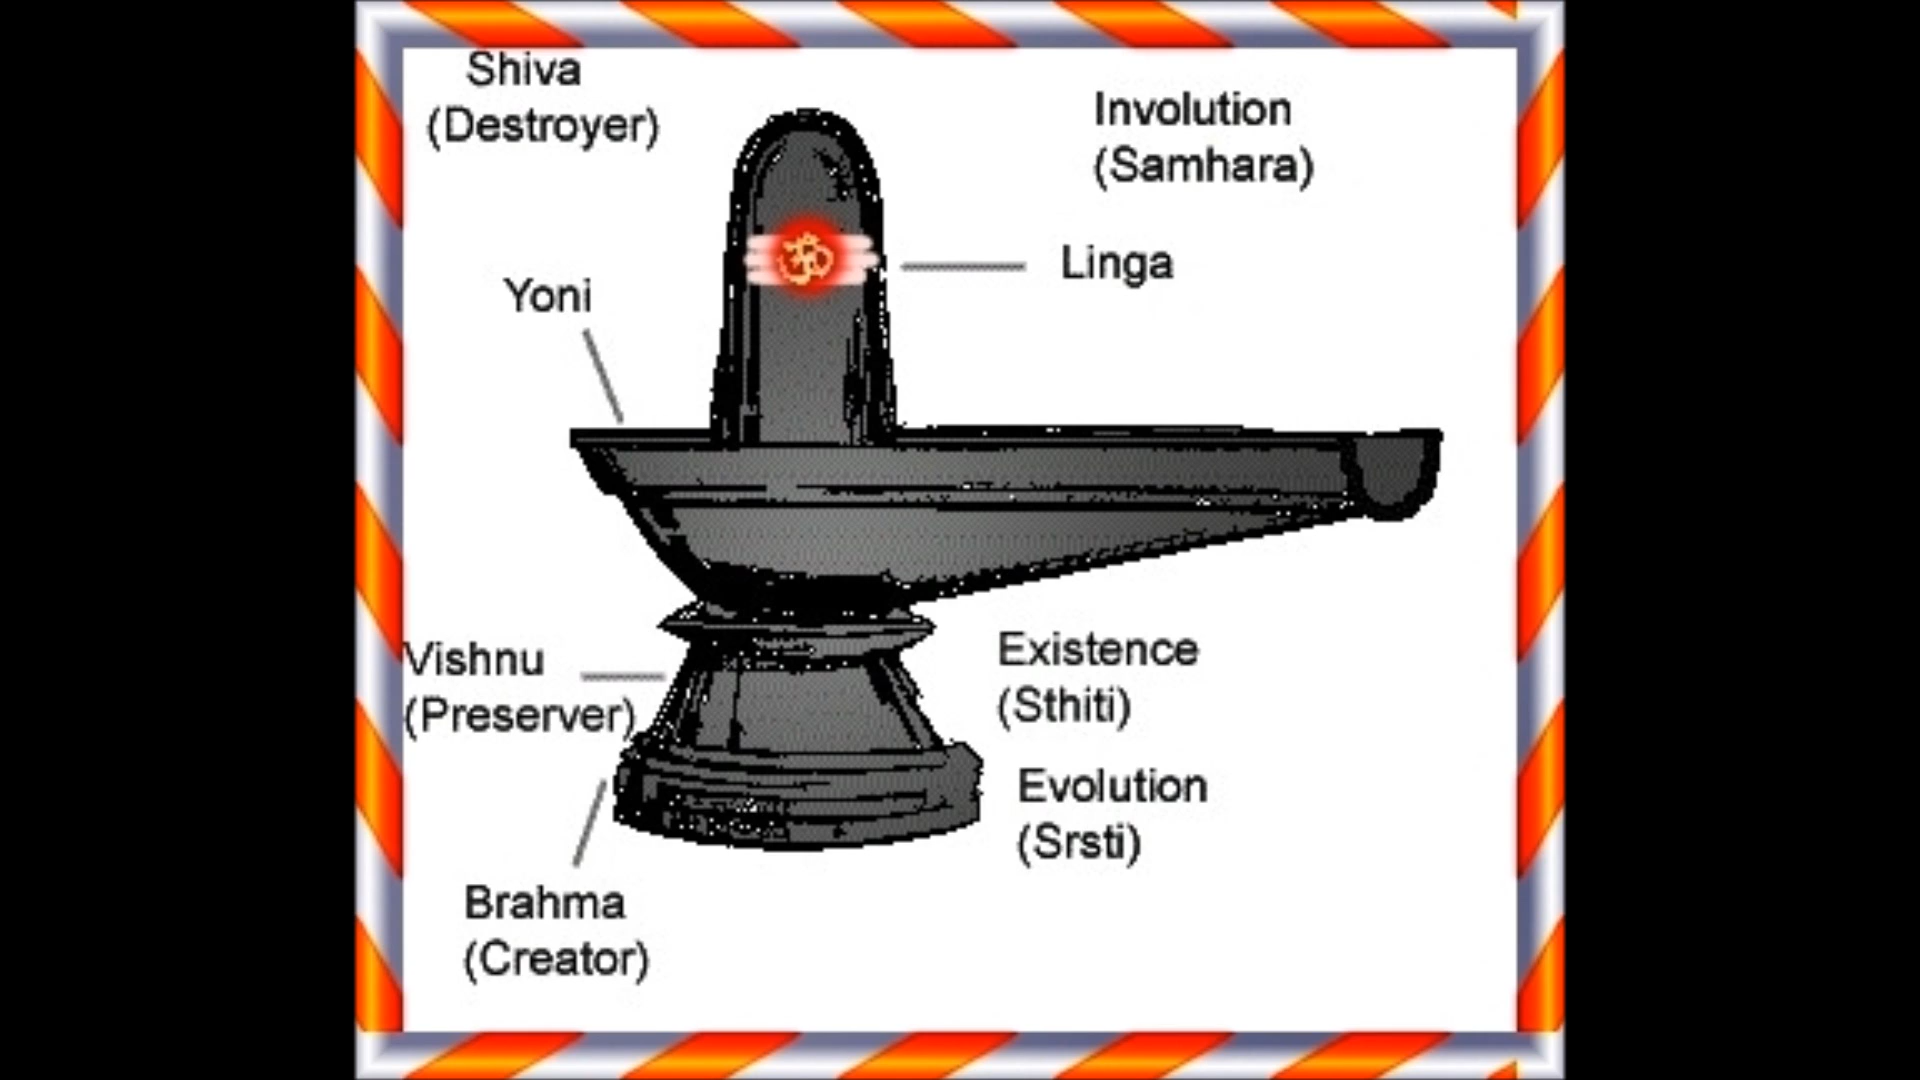 Shiva
(Destroyer)
Involution
(Samhara)
ॐ
Linga
Yoni
Vishnu
(Preserver)
Existence
(Sthiti)
Evolution
(Srsti)
Brahma
(Creator)